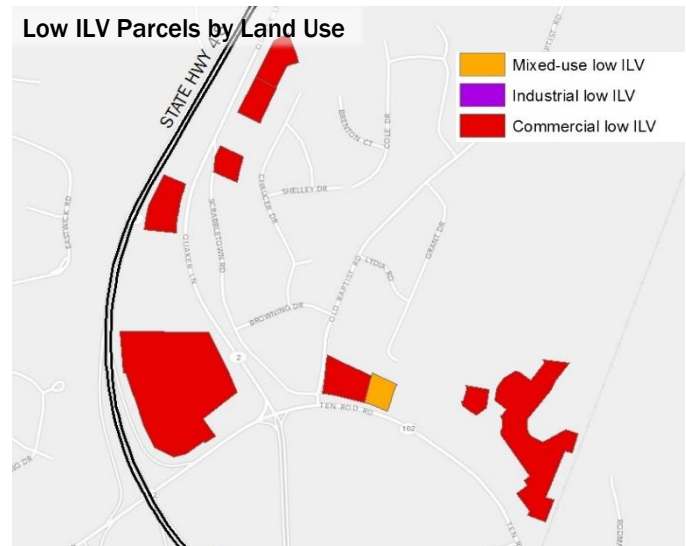 Low ILV Parcels by Land Use
STATE HWY 4
Mixed-use low ILV
Industrial low ILV
Commercial low ILV
BRENTON CT
COLE DR
EASTWICK RD
CHAUCER DR
SHELLEY DR
SCRABBLETOWN RD
QUAKER LN
GRANT DR
LYDIA RD
OLD BAPTIST RD
BROWNING DR
2
TEN ROD RD
102
TEN R
RODMA